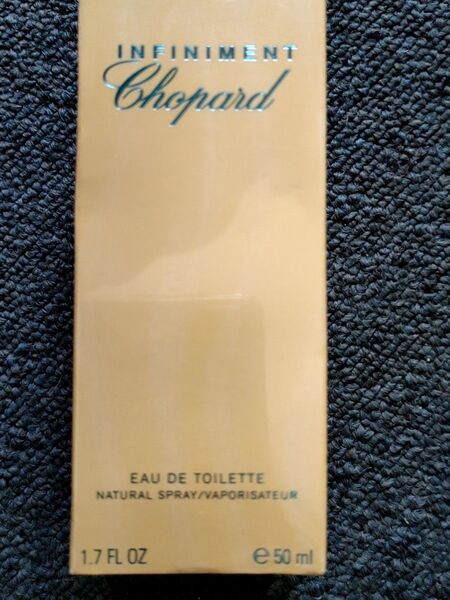 INFINIMENT
Chopard
EAU DE TOILETTE
NATURAL SPRAY/VAPORISATEUR
1.7 FL OZ ℮ 50 ml